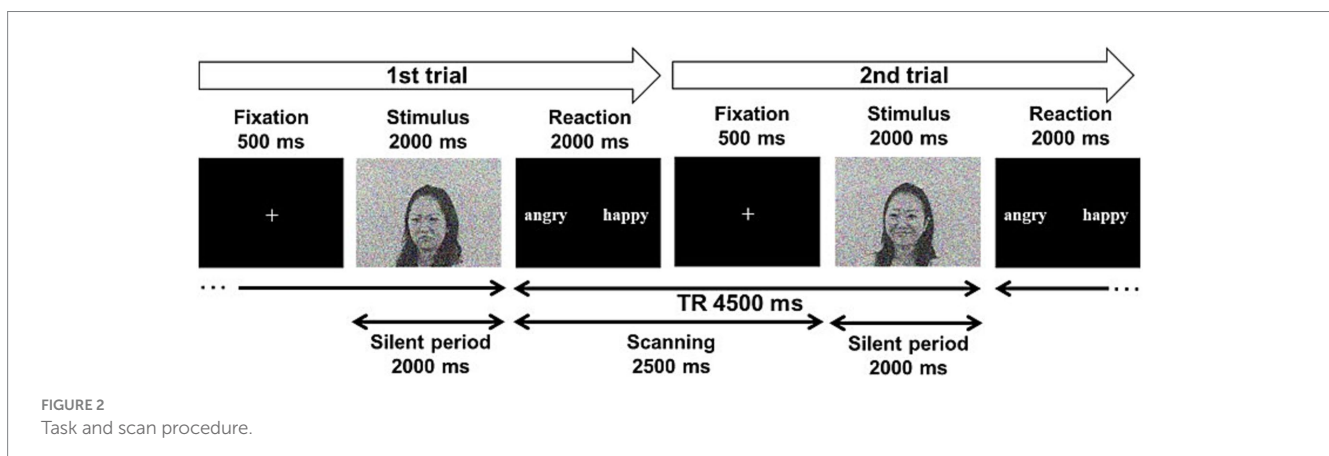 1st trial 2nd trial
Fixation Stimulus Reaction Fixation Stimulus Reaction
500 ms 2000 ms 2000 ms 500 ms 2000 ms 2000 ms
+ angry happy + angry happy
... TR 4500 ms ...
Silent period Scanning Silent period
2000 ms 2500 ms 2000 ms
FIGURE 2
Task and scan procedure.